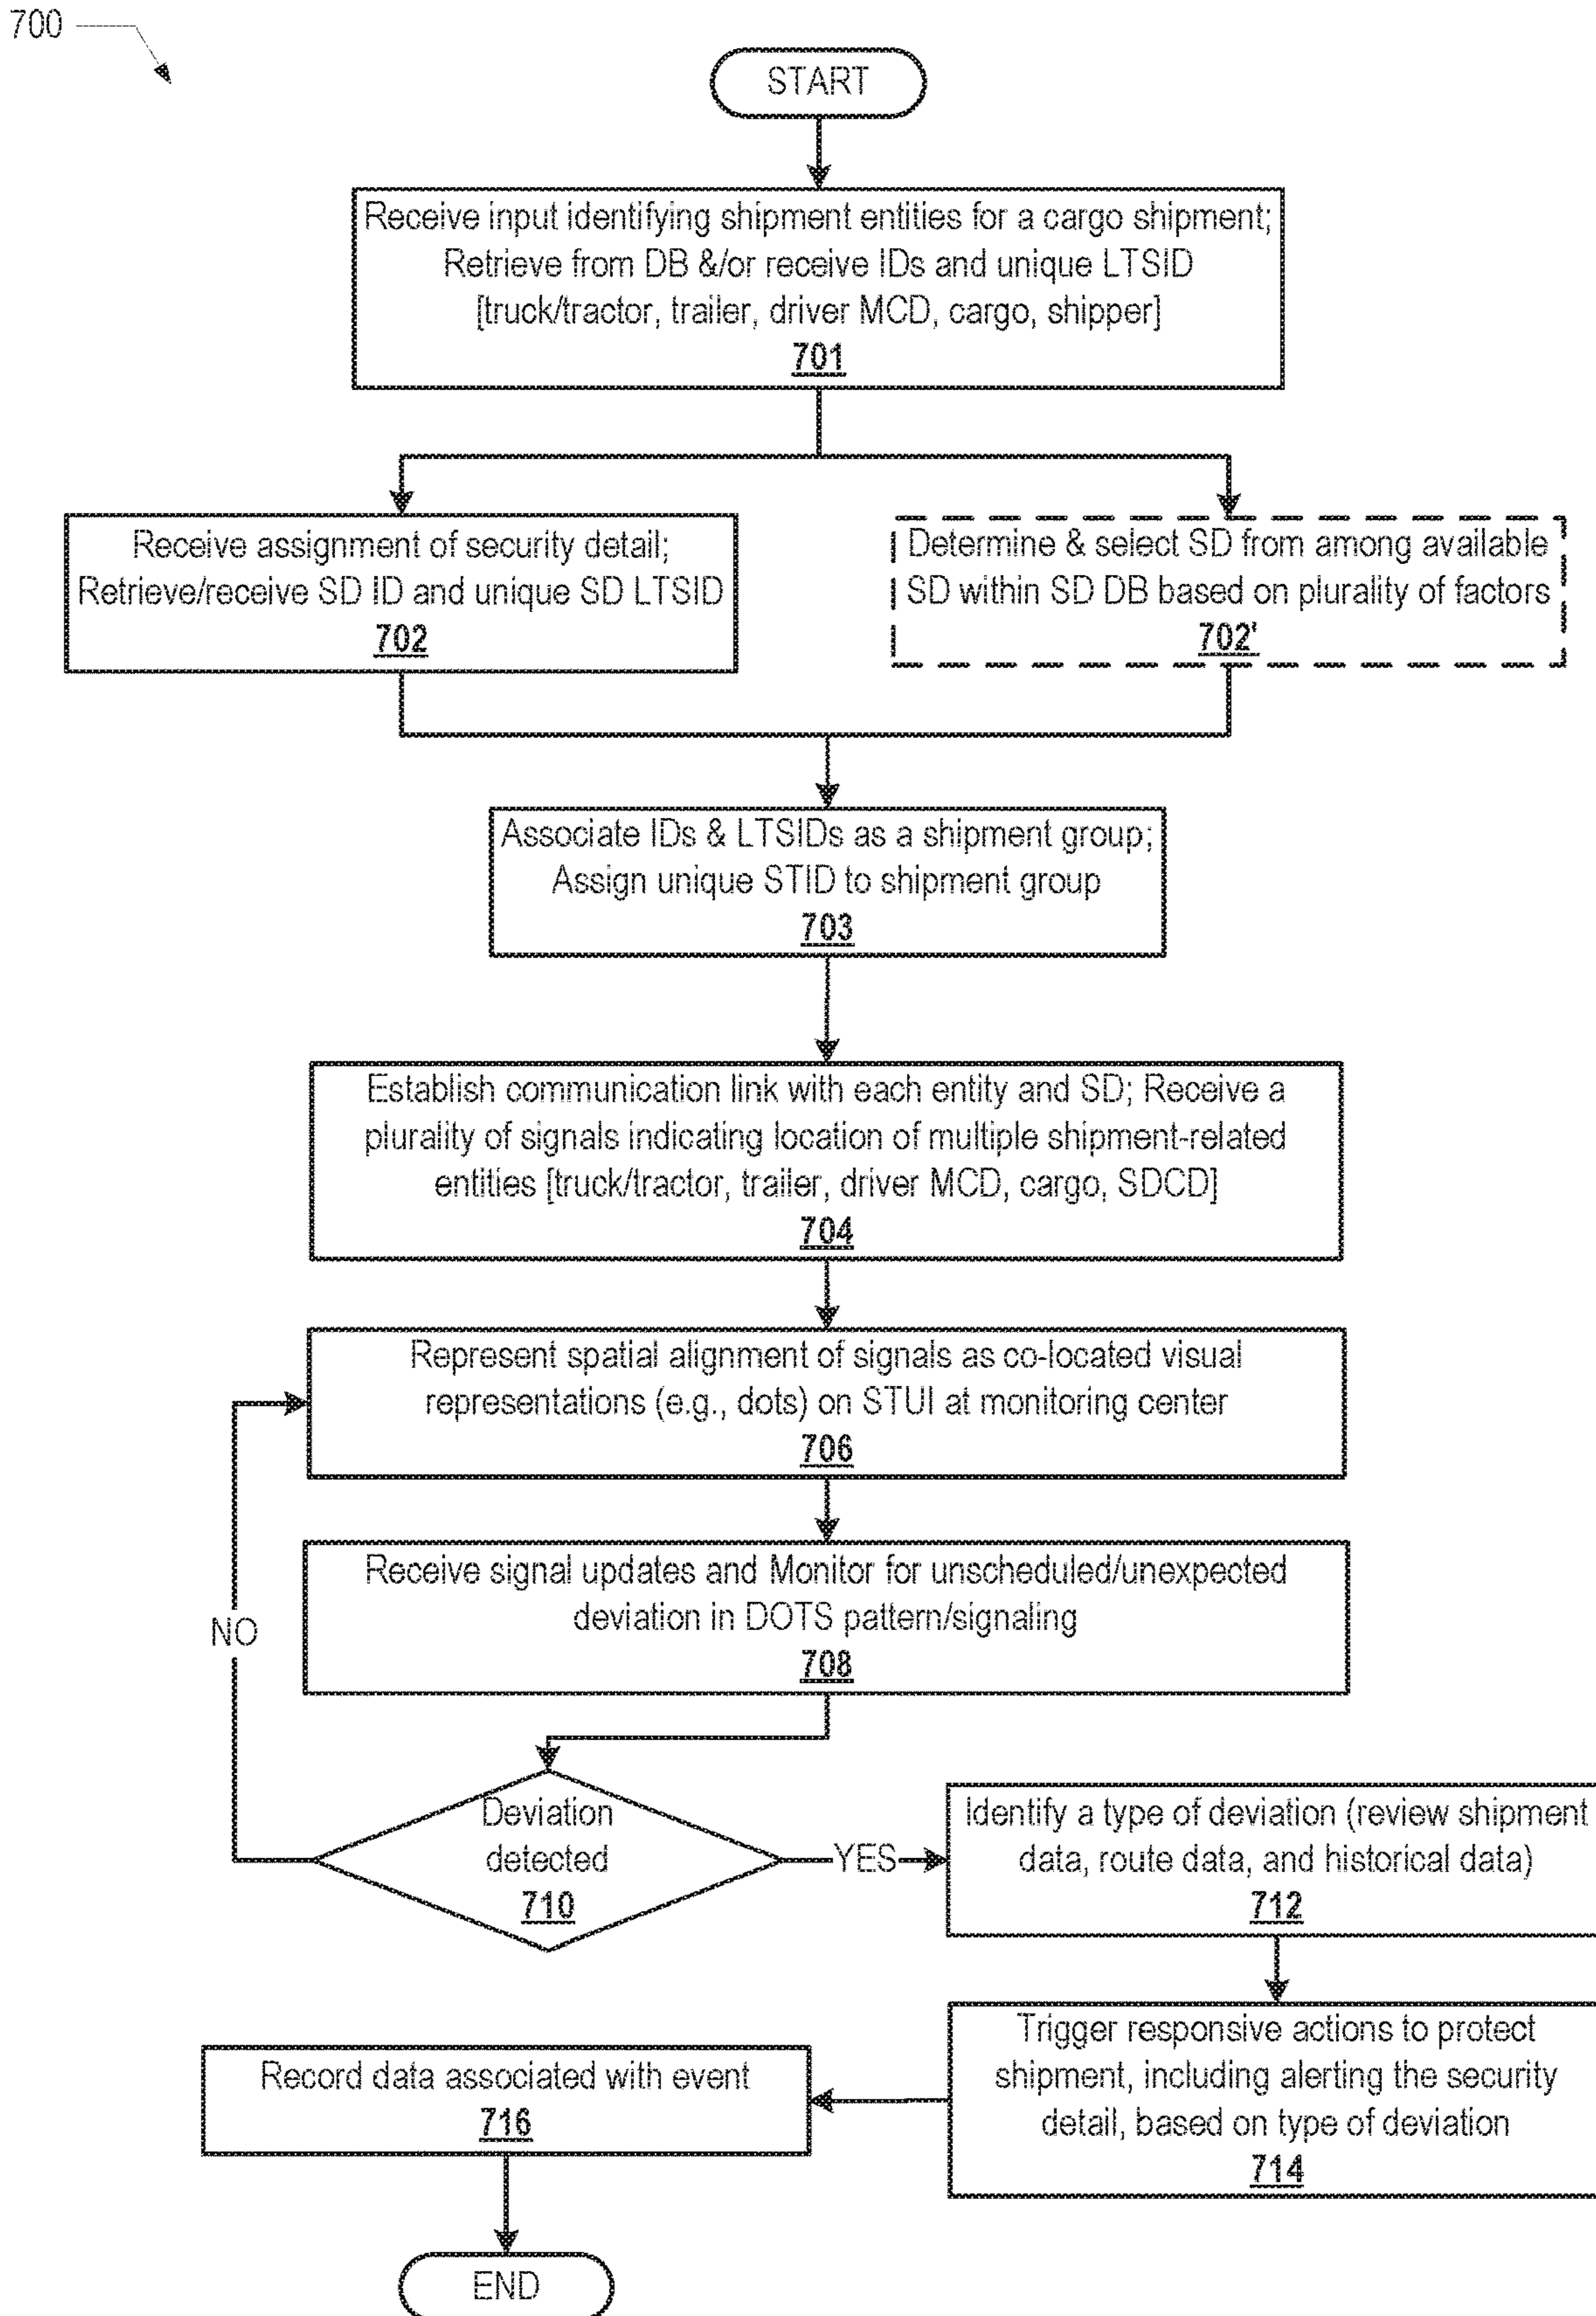 700
START
Receive input identifying shipment entities for a cargo shipment;
Retrieve from DB &/or receive IDs and unique LTSID
[truck/tractor, trailer, driver MCD, cargo, shipper]
701
Receive assignment of security detail;
Retrieve/receive SD ID and unique SD LTSID
702
Determine & select SD from among available
SD within SD DB based on plurality of factors
702'
Associate IDs & LTSIDs as a shipment group;
Assign unique STID to shipment group
703
Establish communication link with each entity and SD; Receive a
plurality of signals indicating location of multiple shipment-related
entities [truck/tractor, trailer, driver MCD, cargo, SDCD]
704
Represent spatial alignment of signals as co-located visual
representations (e.g., dots) on STUI at monitoring center
706
Receive signal updates and Monitor for unscheduled/unexpected
deviation in DOTS pattern/signaling
708
NO
Deviation
detected
710
YES
Identify a type of deviation (review shipment
data, route data, and historical data)
712
Trigger responsive actions to protect
shipment, including alerting the security
detail, based on type of deviation
714
Record data associated with event
716
END